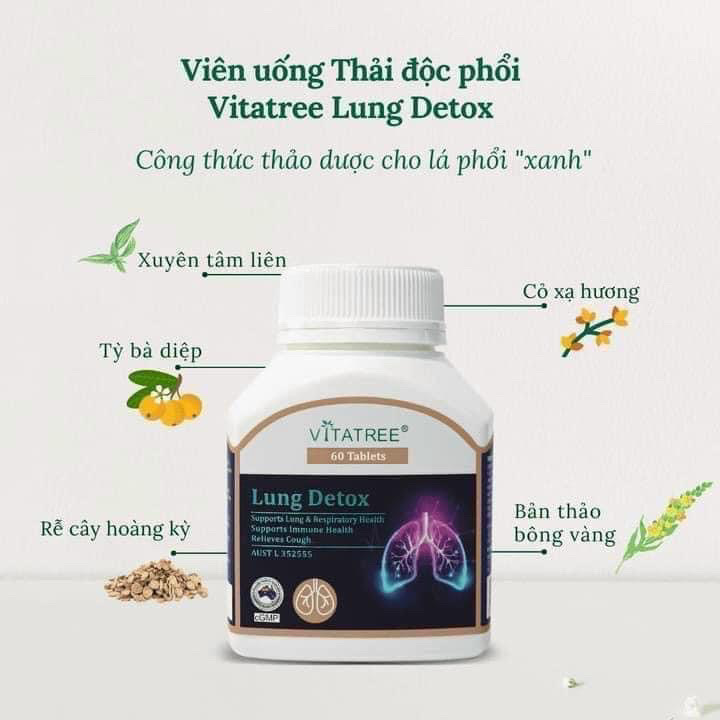 Viên uống Thải độc phổi
Vitatree Lung Detox
Công thức thảo dược cho lá phổi "xanh"
Xuyên tâm liên
Cỏ xạ hương
Tỳ bà diệp
VITATREE®
60 Tablets
Lung Detox
Supports Lung & Respiratory Health
Supports Immune Health
Relieves Cough
AUST L 352555
Rễ cây hoàng kỳ
Bản thảo
bông vàng
cGMP